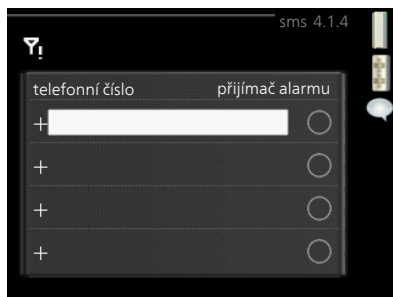 sms 4.1.4
telefonní číslo přijímač alarmu
+
+
+
+